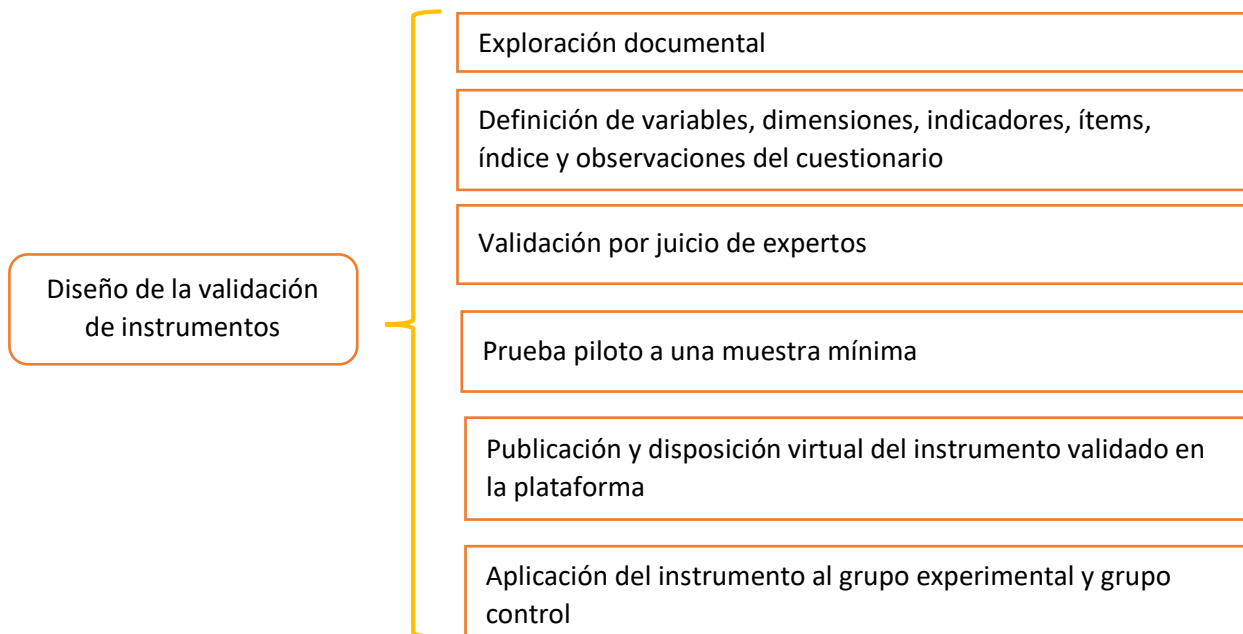 Diseño de la validación
de instrumentos
Exploración documental
Definición de variables, dimensiones, indicadores, ítems,
índice y observaciones del cuestionario
Validación por juicio de expertos
Prueba piloto a una muestra mínima
Publicación y disposición virtual del instrumento validado en
la plataforma
Aplicación del instrumento al grupo experimental y grupo
control